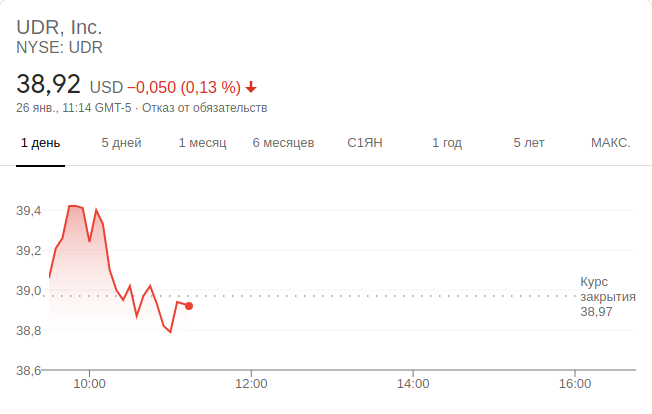 UDR, Inc.
NYSE: UDR
38,92 USD −0,050 (0,13 %)
26 янв., 11:14 GMT-5 · Отказ от обязательств
1 день 5 дней 1 месяц 6 месяцев С1ЯН 1 год 5 лет МАКС.
39,4
39,2
39,0
38,8
38,6
Курс
закрытия
38,97
10:00 12:00 14:00 16:00